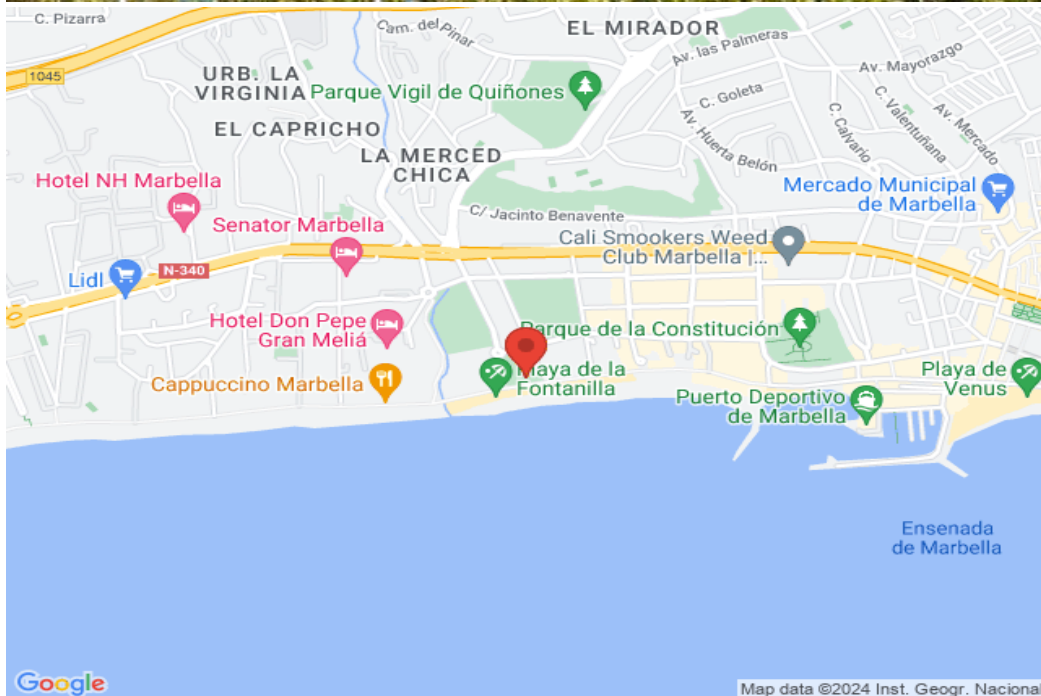 C. Pizarra
Cam. del Pinar
EL MIRADOR
Av. las Palmeras
Av. Mayorazgo
1045
URB. LA
VIRGINIA
Parque Vigil de Quiñones
C. Goleta
C. Calvario
C. Valentuñana
Av. Mercado
EL CAPRICHO
Av. Huerta Belón
LA MERCED
CHICA
Hotel NH Marbella
Mercado Municipal
de Marbella
C/ Jacinto Benavente
Senator Marbella
Cali Smookers Weed
Club Marbella |...
N-340
Lidl
Hotel Don Pepe
Gran Meliá
Parque de la Constitución
Cappuccino Marbella
Playa de la
Fontanilla
Puerto Deportivo
de Marbella
Playa de
Venus
Ensenada
de Marbella
Google
Map data ©2024 Inst. Geogr. Nacional